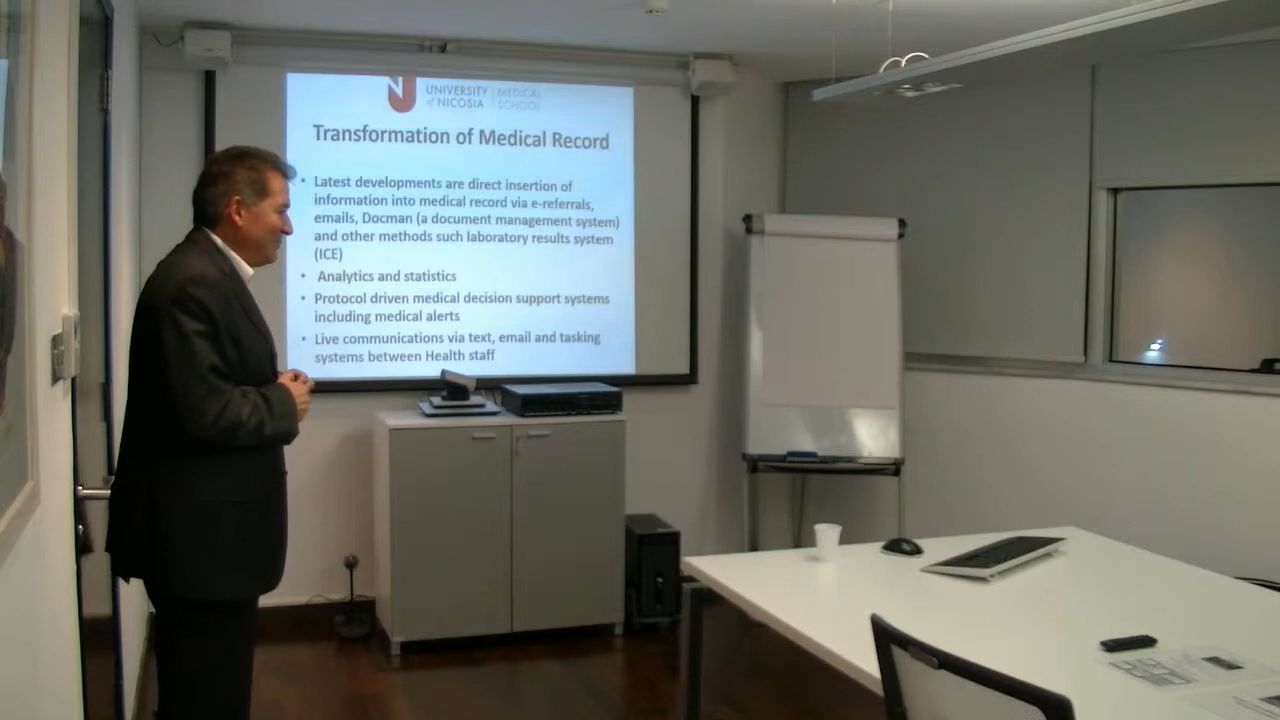 UNIVERSITY MEDICAL
of NICOSIA SCHOOL
Transformation of Medical Record
• Latest developments are direct insertion of
information into medical record via e-referrals,
emails, Docman (a document management system)
and other methods such laboratory results system
(ICE)
• Analytics and statistics
• Protocol driven medical decision support systems
including medical alerts
• Live communications via text, email and tasking
systems between Health staff